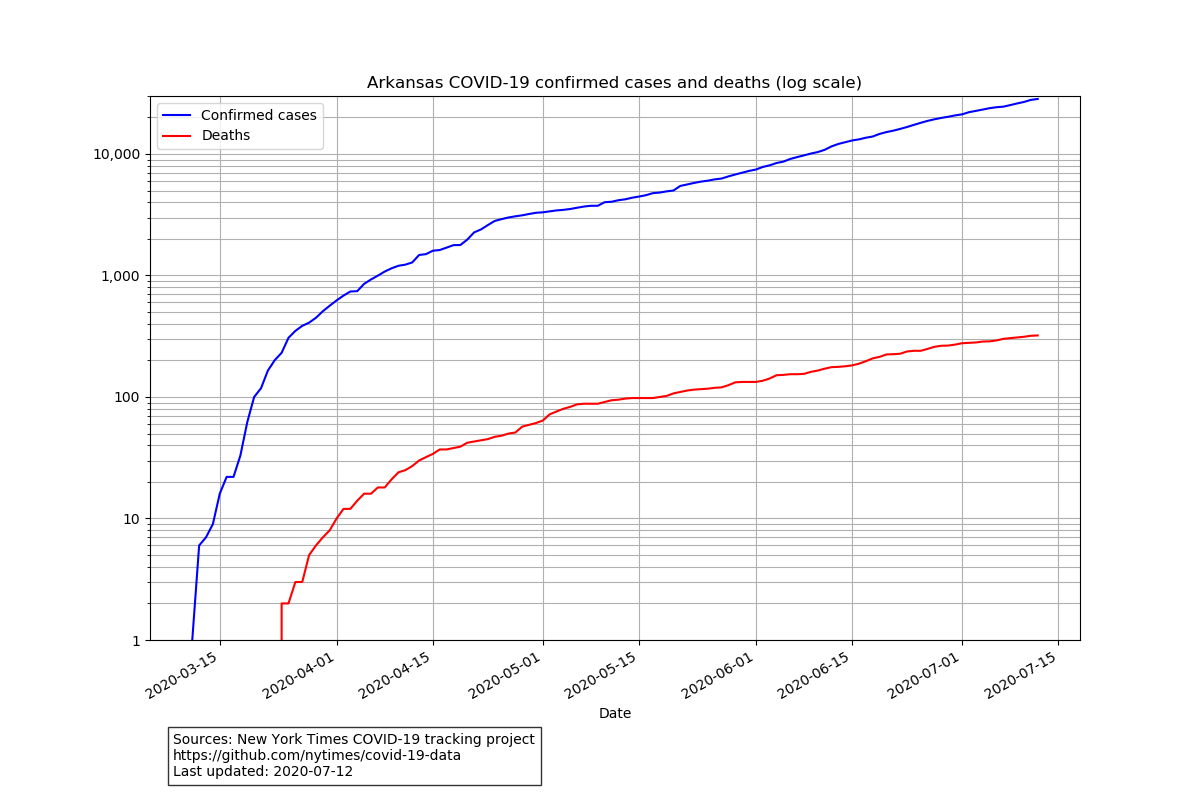 Arkansas COVID-19 confirmed cases and deaths (log scale)
Confirmed cases
Deaths
10,000
1,000
100
10
1
2020-03-15
2020-04-01
2020-04-15
2020-05-01
2020-05-15
2020-06-01
2020-06-15
2020-07-01
2020-07-15
Date
Sources: New York Times COVID-19 tracking project
https://github.com/nytimes/covid-19-data
Last updated: 2020-07-12